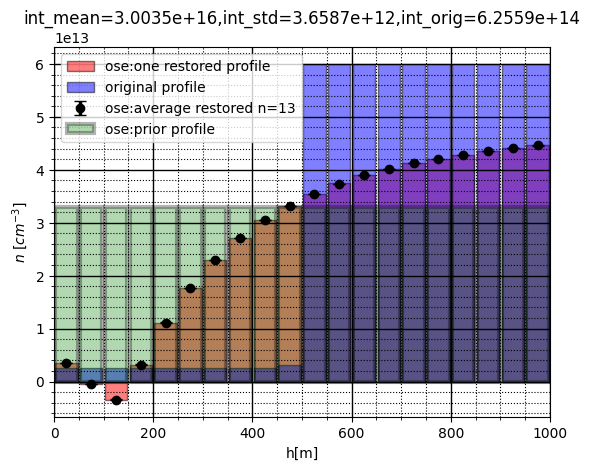 int_mean=3.0035e+16,int_std=3.6587e+12,int_orig=6.2559e+14
1e13
ose:one restored profile
original profile
ose:average restored n=13
ose:prior profile
6
5
4
3
2
1
0
n [cm⁻³]
0 200 400 600 800 1000
h[m]